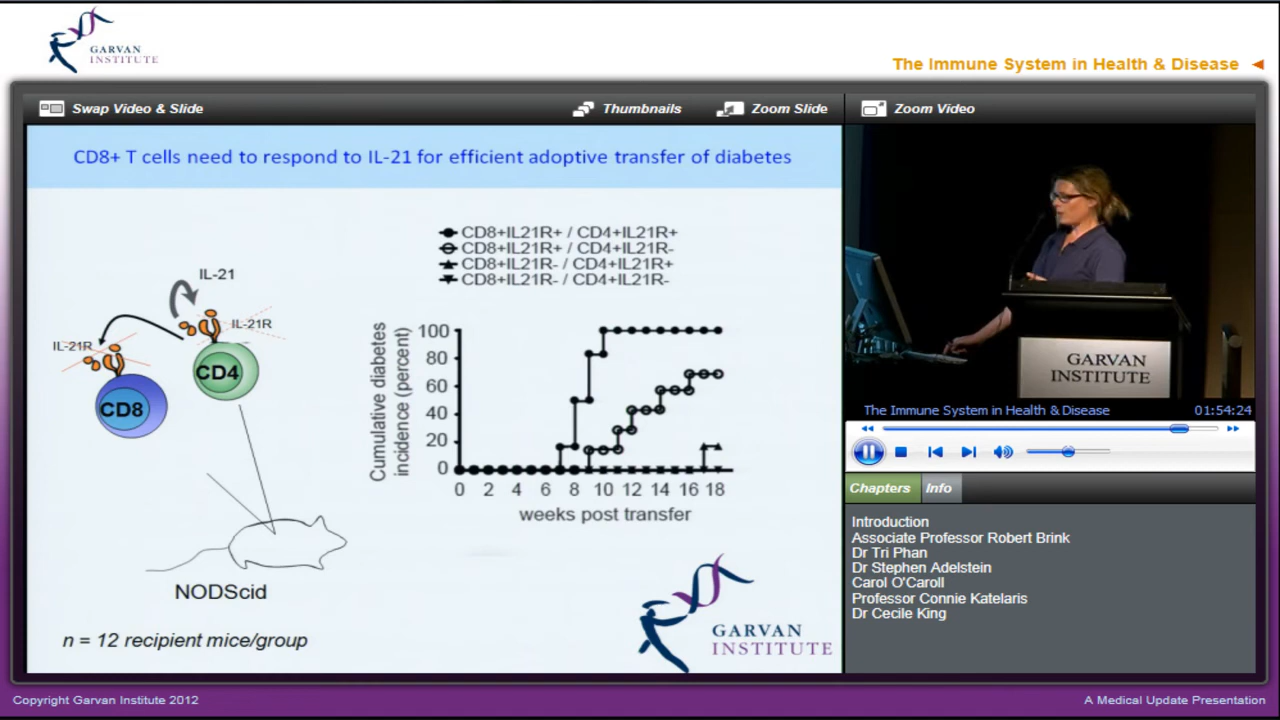 GARVAN
INSTITUTE
The Immune System in Health & Disease
Swap Video & Slide
Thumbnails
Zoom Slide
Zoom Video
CD8+ T cells need to respond to IL-21 for efficient adoptive transfer of diabetes
CD8+IL21R+ / CD4+IL21R+
CD8+IL21R+ / CD4+IL21R-
CD8+IL21R- / CD4+IL21R+
CD8+IL21R- / CD4+IL21R-
IL-21
IL-21R
IL-21R
CD4
CD8
Cumulative diabetes
incidence (percent)
100
80
60
40
20
0
0 2 4 6 8 10 12 14 16 18
weeks post transfer
NODScid
n = 12 recipient mice/group
GARVAN
INSTITUTE
GARVAN
INSTITUTE
The Immune System in Health & Disease
01:54:24
Chapters
Info
Introduction
Associate Professor Robert Brink
Dr Tri Phan
Dr Stephen Adelstein
Carol O'Caroll
Professor Connie Katelaris
Dr Cecile King
Copyright Garvan Institute 2012
A Medical Update Presentation